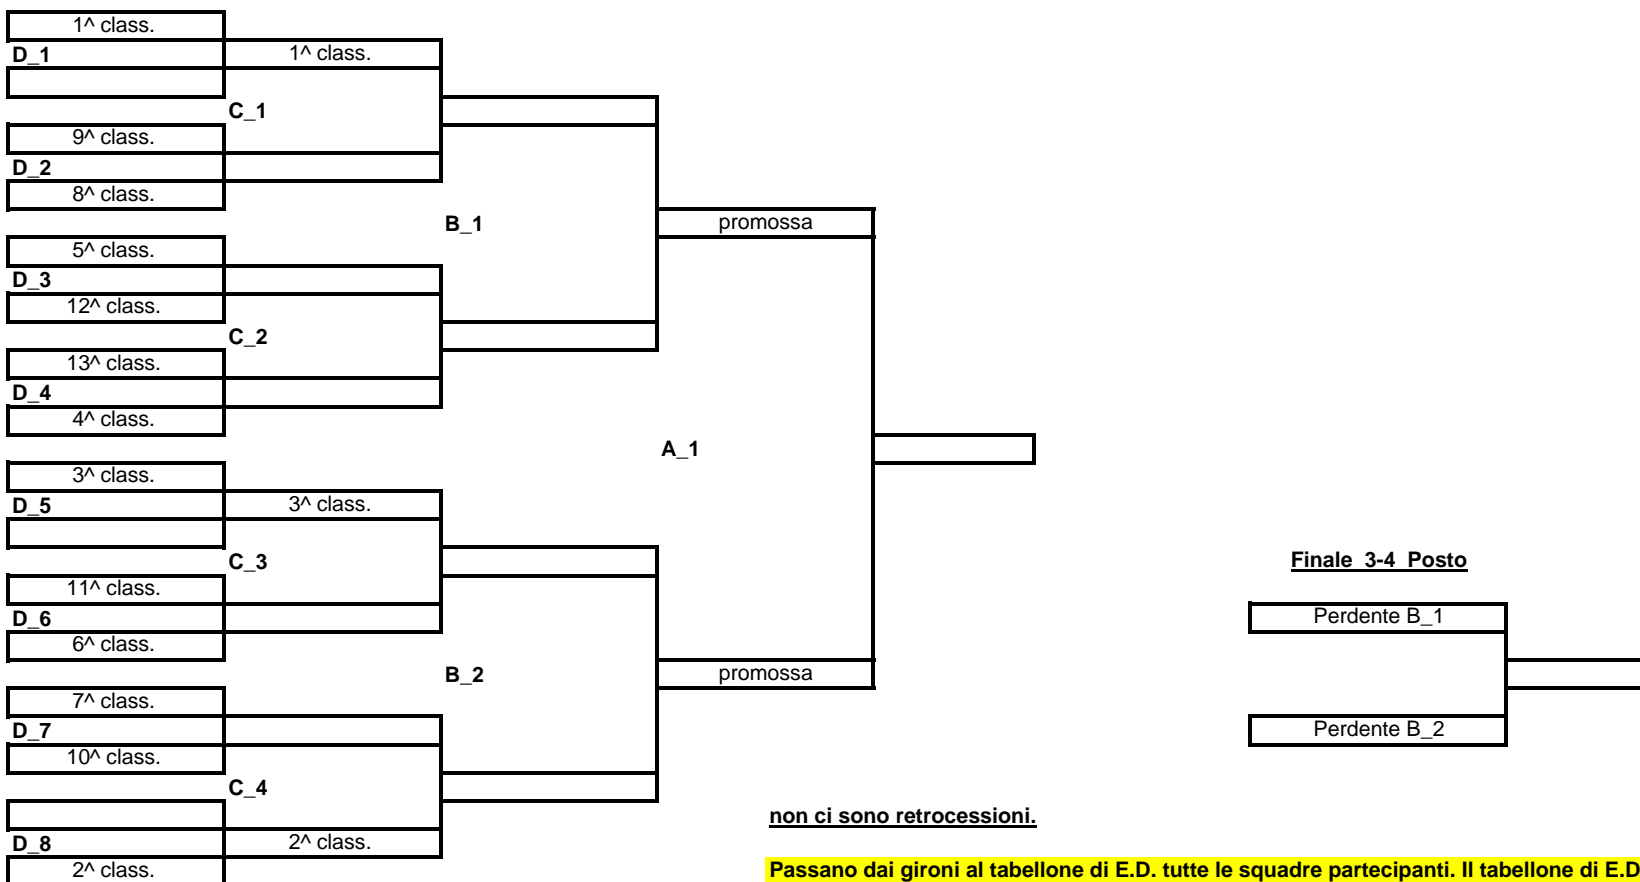 1^ class.
D_1
1^ class.
C_1
9^ class.
D_2
8^ class.
B_1
promossa
5^ class.
D_3
12^ class.
C_2
13^ class.
D_4
4^ class.
A_1
3^ class.
D_5
3^ class.
C_3
11^ class.
D_6
6^ class.
B_2
promossa
7^ class.
D_7
10^ class.
C_4
D_8
2^ class.
2^ class.
Finale 3-4 Posto
Perdente B_1
Perdente B_2
non ci sono retrocessioni.
Passano dai gironi al tabellone di E.D. tutte le squadre partecipanti. Il tabellone di E.D